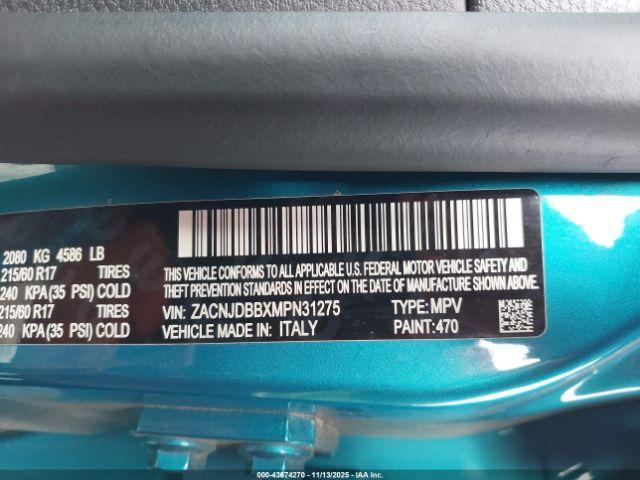 2080 KG 4586 LB
215/60 R17 TIRES
240 KPA(35 PSI) COLD
215/60 R17 TIRES
240 KPA(35 PSI) COLD
THIS VEHICLE CONFORMS TO ALL APPLICABLE U.S. FEDERAL MOTOR VEHICLE SAFETY AND
THEFT PREVENTION STANDARDS IN EFFECT ON THE DATE OF MANUFACTURE SHOWN ABOVE.
VIN: ZACNJDBBXMPN31275 TYPE: MPV
VEHICLE MADE IN: ITALY PAINT: 470
000-43674270 - 11/13/2025 - IAAI.COM